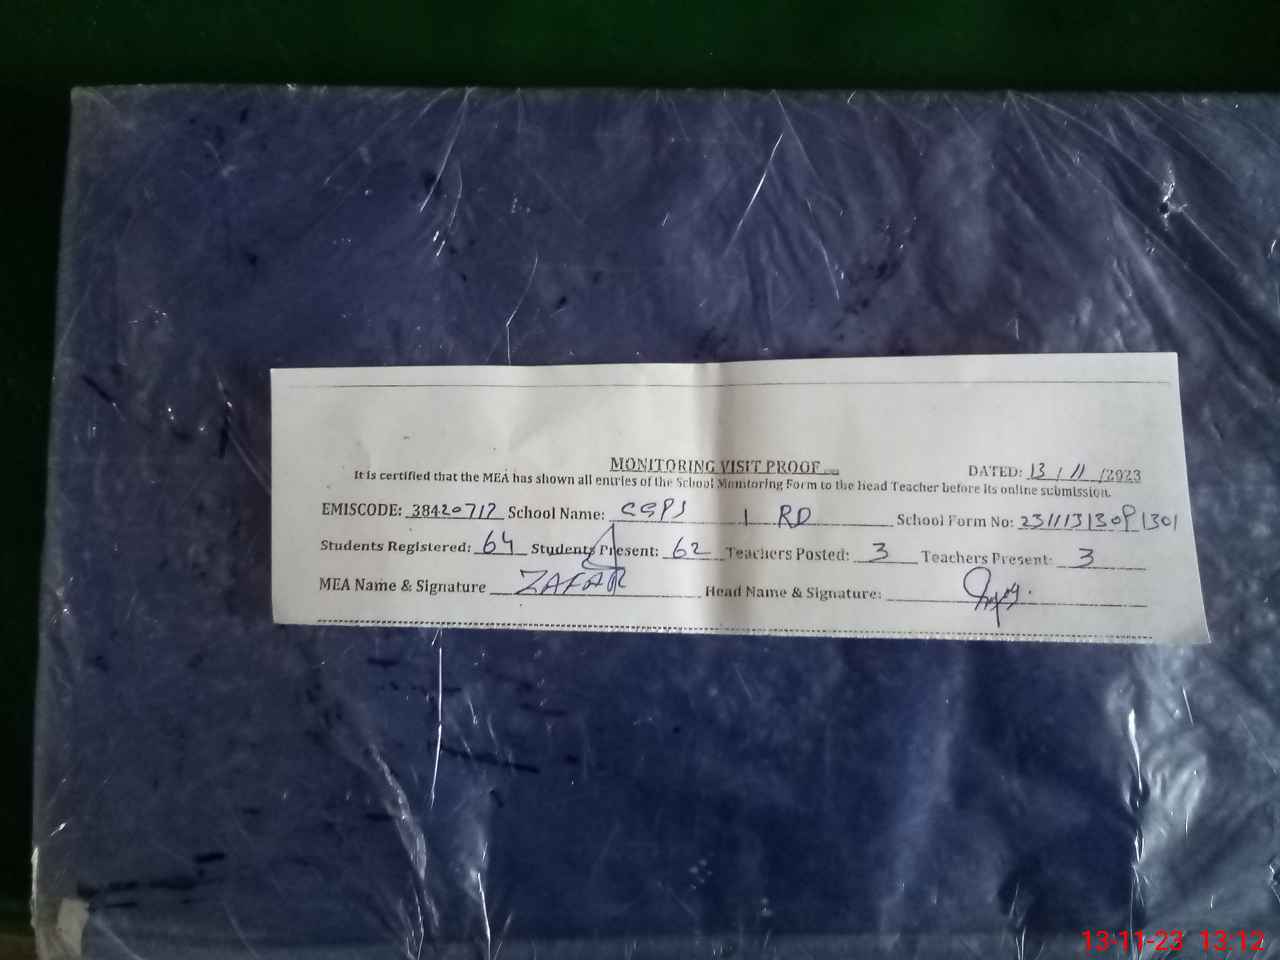 MONITORING VISIT PROOF
DATED: 13 / 11 /2023
It is certified that the MEA has shown all entries of the School Monitoring Form to the Head Teacher before its online submission.
EMISCODE: 38420717 School Name: GGPS 1 RD School Form No: 23111313091301
Students Registered: 64 Students Present: 62 Teachers Posted: 3 Teachers Present: 3
MEA Name & Signature ZAFAR Head Name & Signature:
13-11-23 13:12